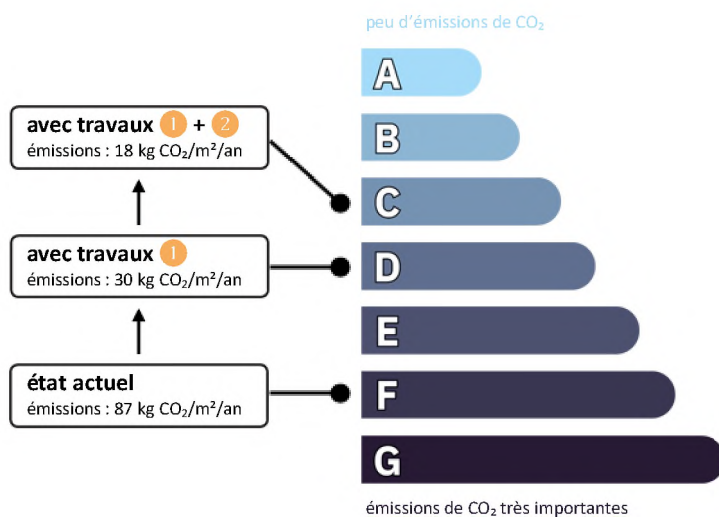 peu d'émissions de CO₂
A
avec travaux 1 + 2
émissions : 18 kg CO₂/m²/an
B
C
avec travaux 1
émissions : 30 kg CO₂/m²/an
D
E
état actuel
émissions : 87 kg CO₂/m²/an
F
G
émissions de CO₂ très importantes